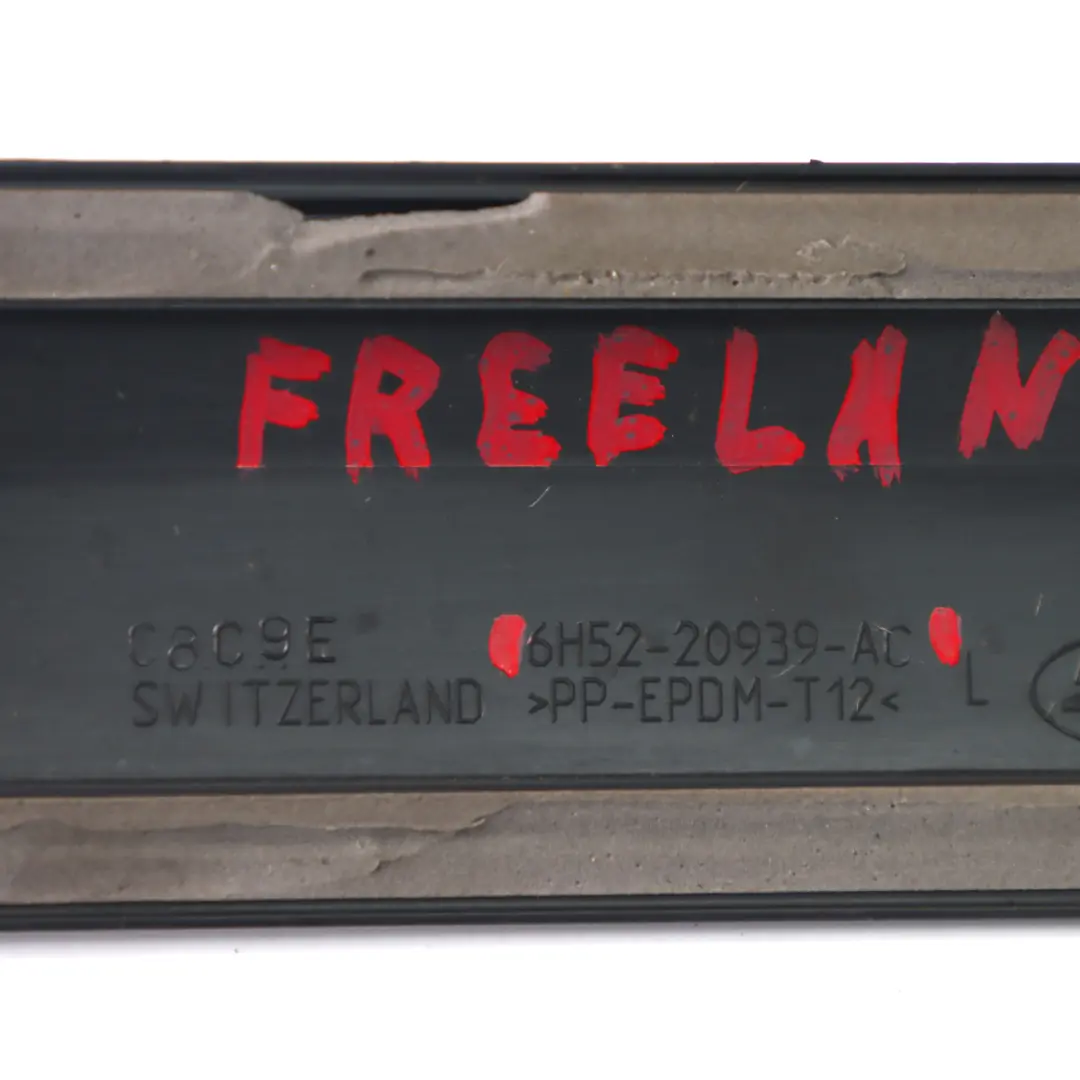 FREELAN
C8C9E 6H52-20939-AC
SWITZERLAND >PP-EPDM-T12< L